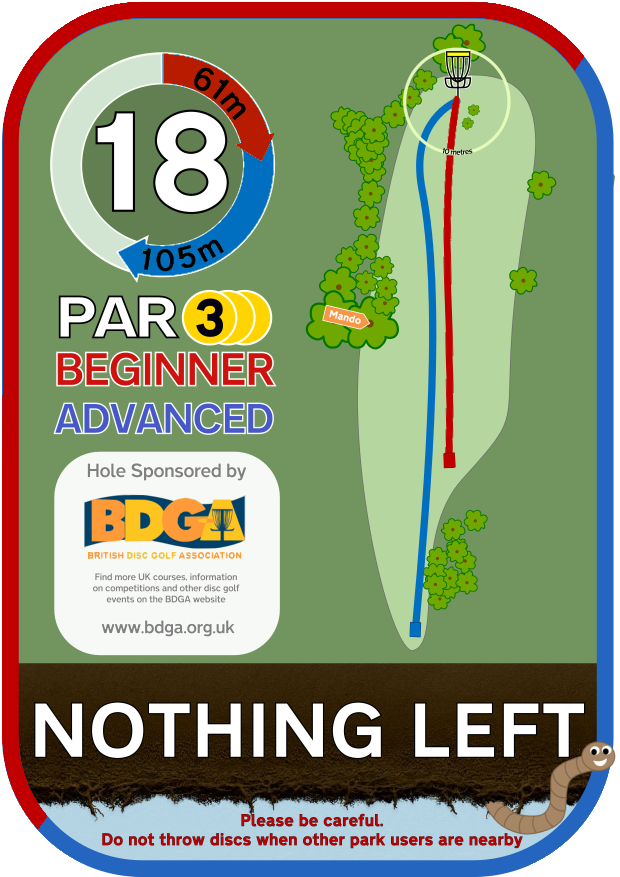 61m
18
105m
PAR 3
BEGINNER
ADVANCED
10 metres
Mando
Hole Sponsored by
BDGA
BRITISH DISC GOLF ASSOCIATION
Find more UK courses, information
on competitions and other disc golf
events on the BDGA website
www.bdga.org.uk
NOTHING LEFT
Please be careful.
Do not throw discs when other park users are nearby